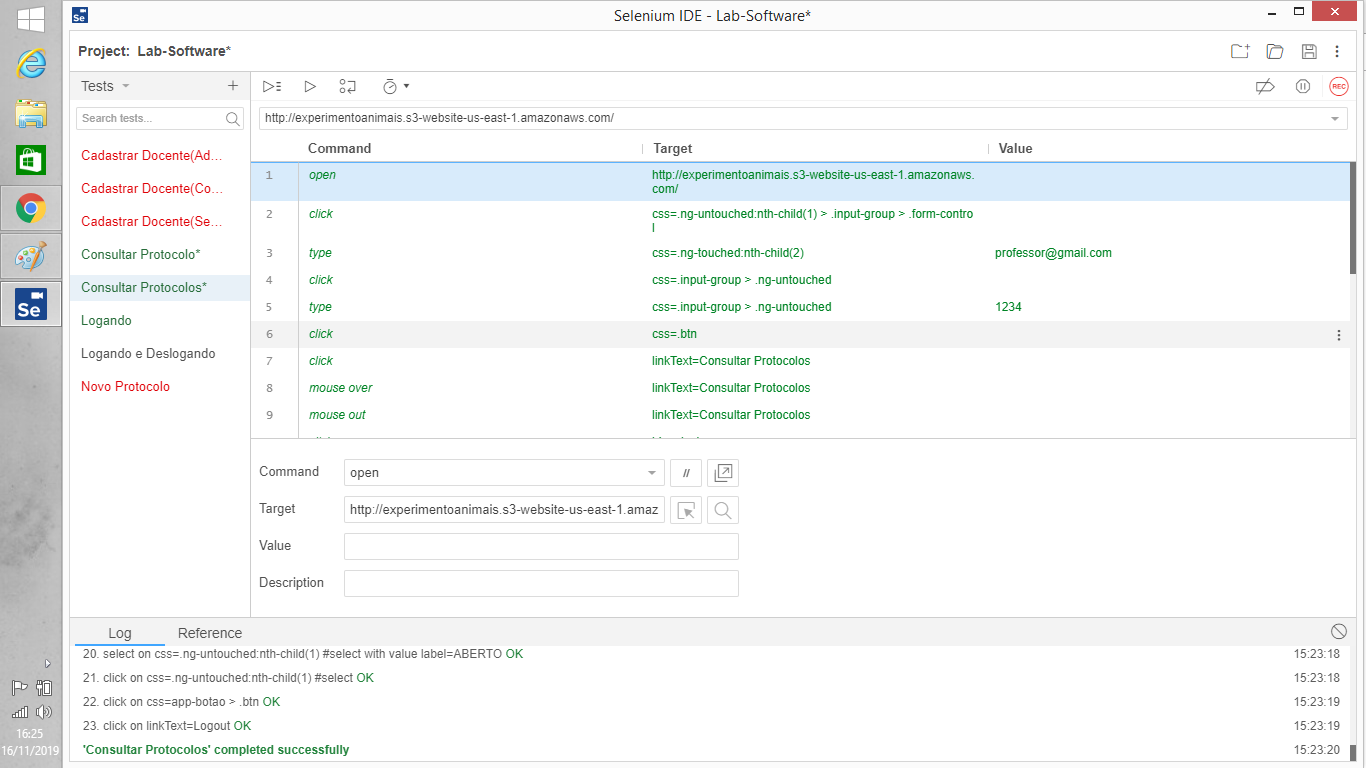 Se
Selenium IDE - Lab-Software*
Project: Lab-Software*
Tests
REC
Search tests...
http://experimentoanimais.s3-website-us-east-1.amazonaws.com/
Command Target Value
Cadastrar Docente(Ad...
Cadastrar Docente(Co...
Cadastrar Docente(Se...
Consultar Protocolo*
Consultar Protocolos*
Logando
Logando e Deslogando
Novo Protocolo
1 open http://experimentoanimais.s3-website-us-east-1.amazonaws.
com/
2 click css=.ng-untouched:nth-child(1) > .input-group > .form-contro
l
3 type css=.ng-touched:nth-child(2) professor@gmail.com
4 click css=.input-group > .ng-untouched
5 type css=.input-group > .ng-untouched 1234
6 click css=.btn
7 click linkText=Consultar Protocolos
8 mouse over linkText=Consultar Protocolos
9 mouse out linkText=Consultar Protocolos
Command open //
Target http://experimentoanimais.s3-website-us-east-1.amaz
Value
Description
Log Reference
20. select on css=.ng-untouched:nth-child(1) #select with value label=ABERTO OK 15:23:18
21. click on css=.ng-untouched:nth-child(1) #select OK 15:23:18
22. click on css=app-botao > .btn OK 15:23:19
23. click on linkText=Logout OK 15:23:19
'Consultar Protocolos' completed successfully 15:23:20
Se
16:25
16/11/2019